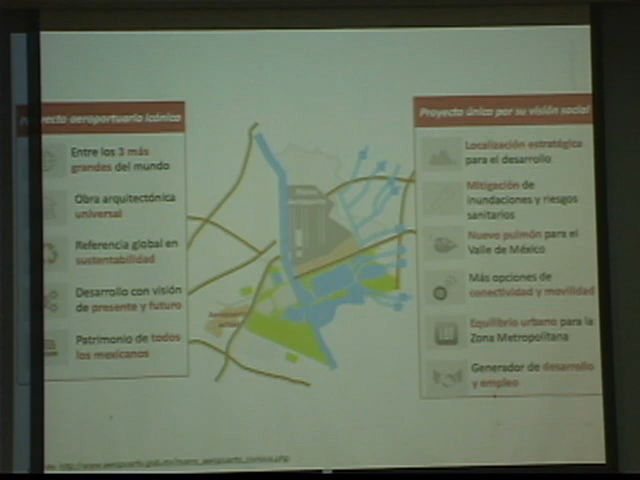 Proyecto aeroportuario icónico
Entre los 3 más
grandes del mundo
Obra arquitectónica
universal
Referencia global en
sustentabilidad
Desarrollo con visión
de presente y futuro
Patrimonio de todos
los mexicanos
Proyecto único por su visión social
Localización estratégica
para el desarrollo
Mitigación de
inundaciones y riesgos
sanitarios
Nuevo pulmón para el
Valle de México
Más opciones de
conectividad y movilidad
Equilibrio urbano para la
Zona Metropolitana
Generador de desarrollo
y empleo